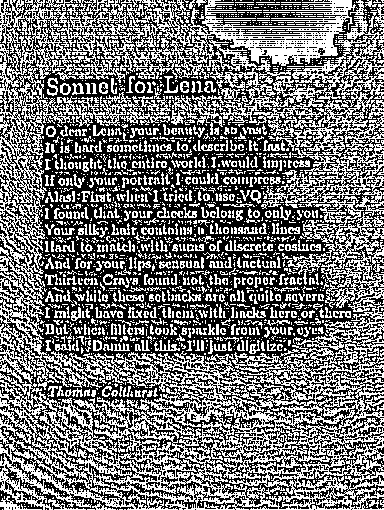 Sonnet for Lena
O dear Lena, your beauty is so vast
It is hard sometimes to describe it fast.
I thought the entire world I would impress
If only your portrait I could compress.
Alas! First when I tried to use VQ
I found that your cheeks belong to only you.
Your silky hair contains a thousand lines
Hard to match with sums of discrete cosines.
And for your lips, sensual and tactual
Thirteen Crays found not the proper fractal.
And while these setbacks are all quite severe
I might have fixed them with hacks here or there
But when filters took sparkle from your eyes
I said, 'Damn all this. I'll just digitize.'
Thomas Colthurst